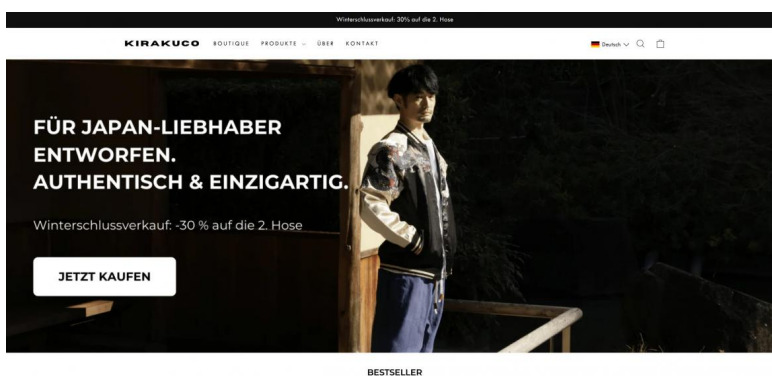 Winterschlussverkauf: 30% auf die 2. Hose
KIRAKUCO BOUTIQUE PRODUKTE ÜBER KONTAKT Deutsch
FÜR JAPAN-LIEBHABER
ENTWORFEN.
AUTHENTISCH & EINZIGARTIG.
Winterschlussverkauf: -30 % auf die 2. Hose
JETZT KAUFEN
BESTSELLER